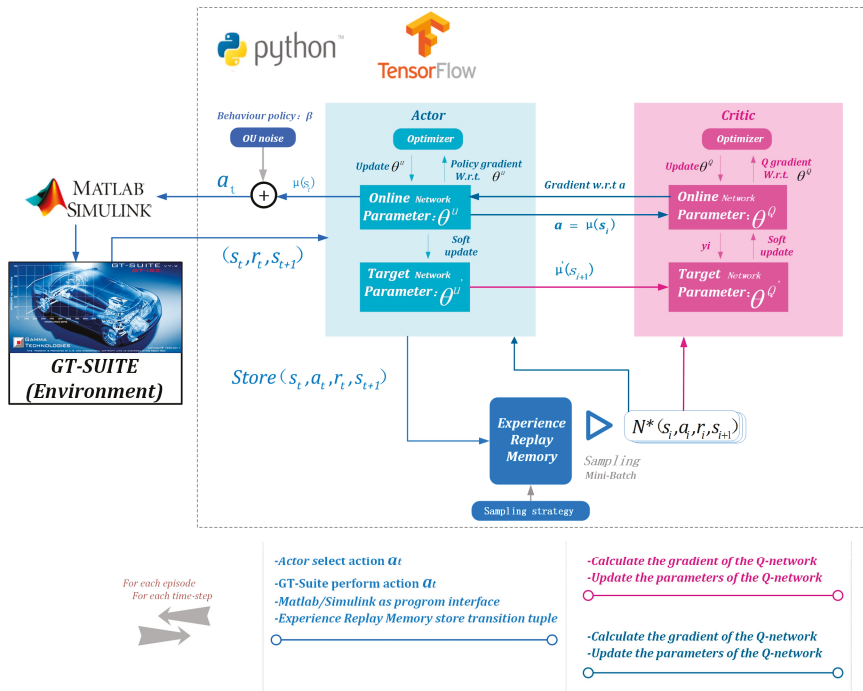 python™
TensorFlow
Behaviour policy: β
OU noise
a_t
μ(s_i)
MATLAB
SIMULINK®
(s_t,r_t,s_{t+1})
GT-SUITE
GAMMA
TECHNOLOGIES
GT-SUITE
(Environment)
Actor
Optimizer
Update θ^u
Policy gradient
W.r.t. θ^u
Online Network
Parameter: θ^u
Soft
update
Target Network
Parameter: θ^u'
Gradient w.r.t a
a = μ(s_i)
μ'(s_{i+1})
Critic
Optimizer
Update θ^Q
Q gradient
W.r.t. θ^Q
Online Network
Parameter: θ^Q
yi
Soft
update
Target Network
Parameter: θ^Q'
Store(s_t,a_t,r_t,s_{t+1})
Experience
Replay
Memory
Sampling
Mini-Batch
N*(s_i,a_i,r_i,s_{i+1})
Sampling strategy
For each episode
For each time-step
-Actor select action a_t
-GT-Suite perform action a_t
-Matlab/Simulink as progrom interface
-Experience Replay Memory store transition tuple
-Calculate the gradient of the Q-network
-Update the parameters of the Q-network
-Calculate the gradient of the Q-network
-Update the parameters of the Q-network